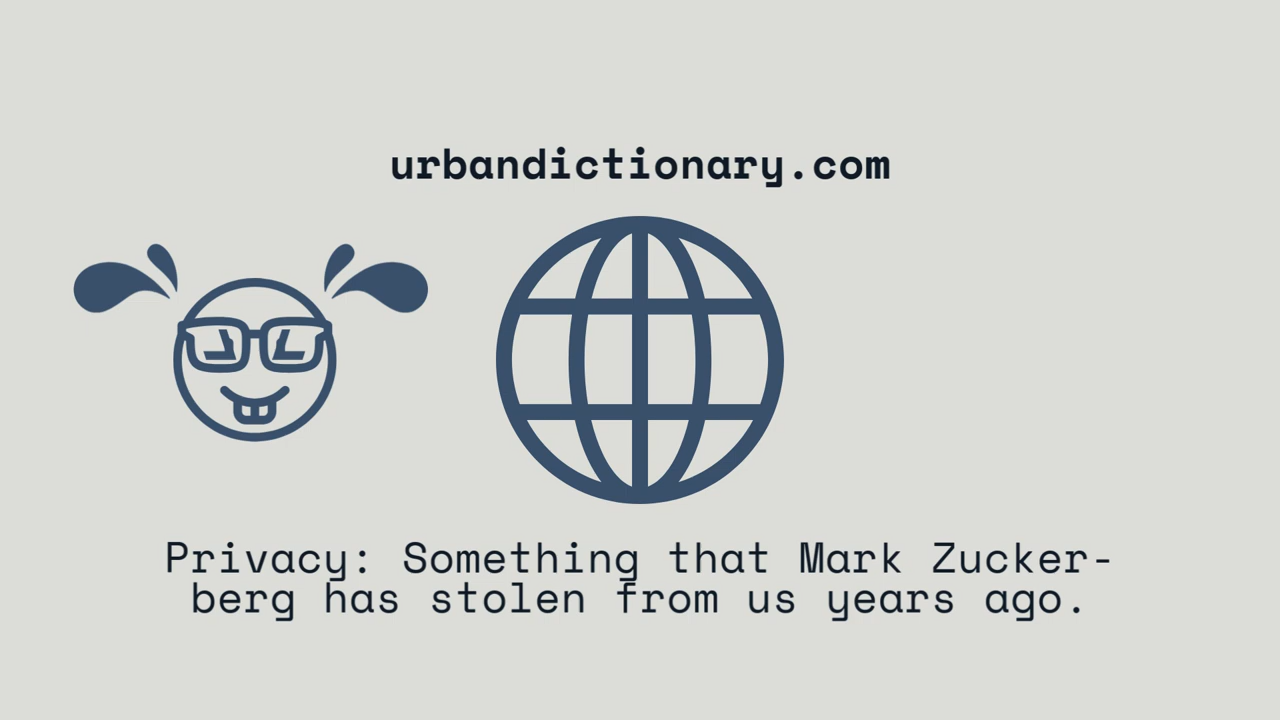 urbandictionary.com
Privacy: Something that Mark Zucker-
berg has stolen from us years ago.